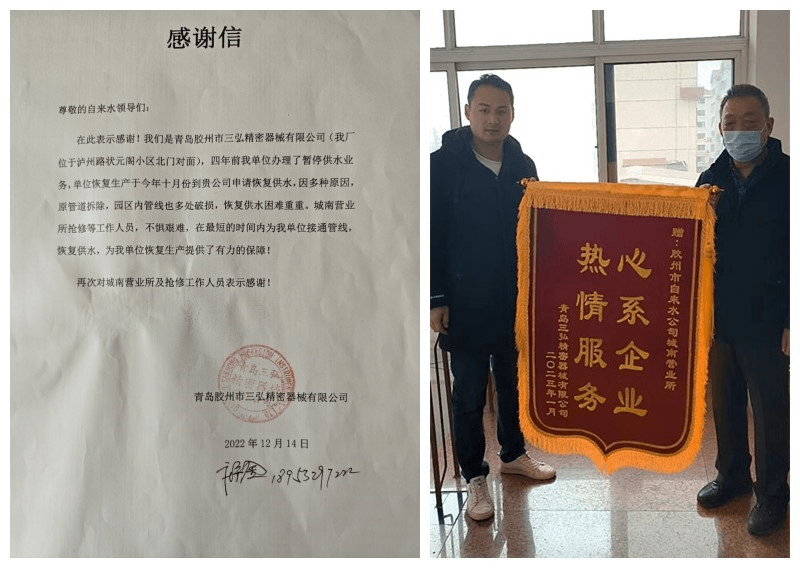 感谢信
尊敬的自来水领导们：
在此表示感谢！我们是青岛胶州市三弘精密器械有限公司（我厂
位于泸州路状元阁小区北门对面），四年前我单位办理了暂停供水业
务，单位恢复生产于今年十月份到贵公司申请恢复供水，因多种原因，
原管道拆除，园区内管线也多处破损，恢复供水困难重重。城南营业
所抢修等工作人员，不惧艰难，在最短的时间内为我单位接通管线，
恢复供水，为我单位恢复生产提供了有力的保障！
再次对城南营业所及抢修工作人员表示感谢！
青岛三弘
精密器械
青岛胶州市三弘精密器械有限公司
2022 年 12 月 14 日
18953297222
赠：胶州市自来水公司城南营业所
心系企业
热情服务
青岛三弘精密器械有限公司
二〇二三年一月